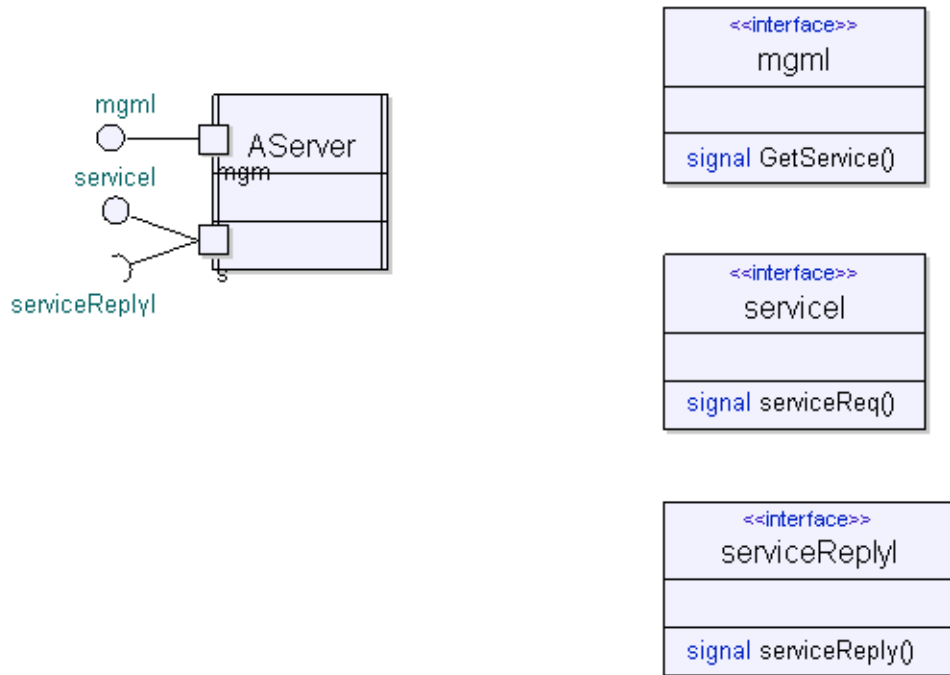 mgmI
AServer
mgm
serviceI
s
serviceReplyI
<<interface>>
mgmI
signal GetService()
<<interface>>
serviceI
signal serviceReq()
<<interface>>
serviceReplyI
signal serviceReply()